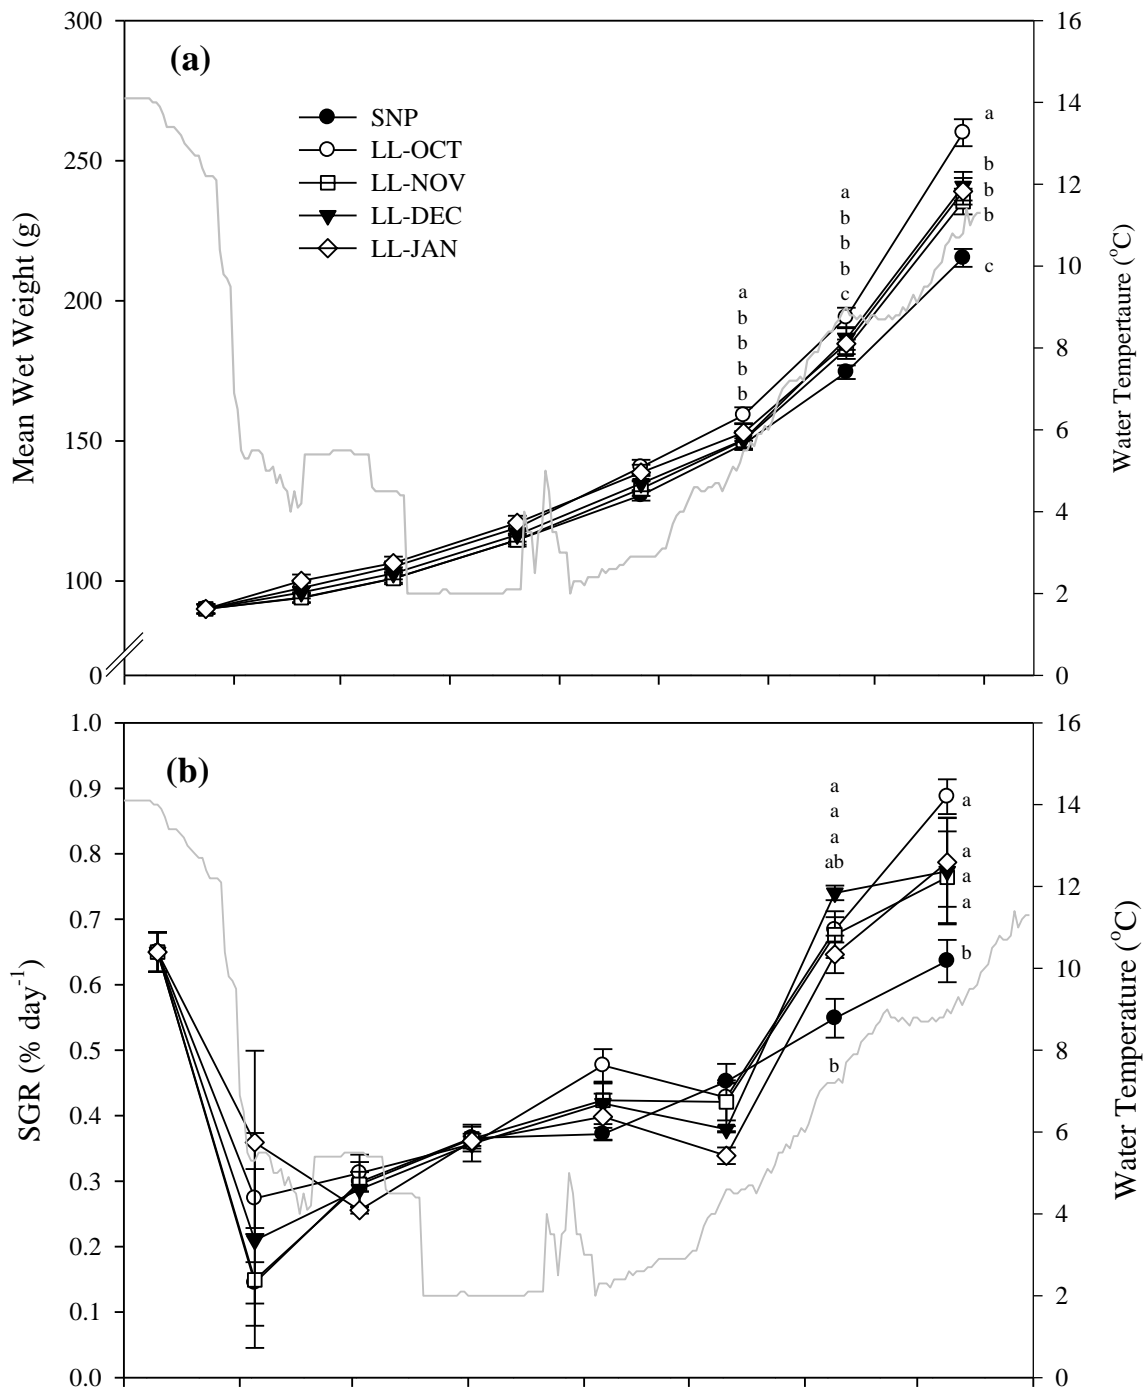 300
250
200
150
100
0
Mean Wet Weight (g)
(a)
SNP
LL-OCT
LL-NOV
LL-DEC
LL-JAN
a
b
b
b
b
a
b
b
b
c
a
b
b
b
c
16
14
12
10
8
6
4
2
0
Water Tempertaure (°C)
1.0
0.9
0.8
0.7
0.6
0.5
0.4
0.3
0.2
0.1
0.0
SGR (% day-1)
(b)
a
a
a
ab
b
a
a
a
a
b
16
14
12
10
8
6
4
2
0
Water Temperature (°C)